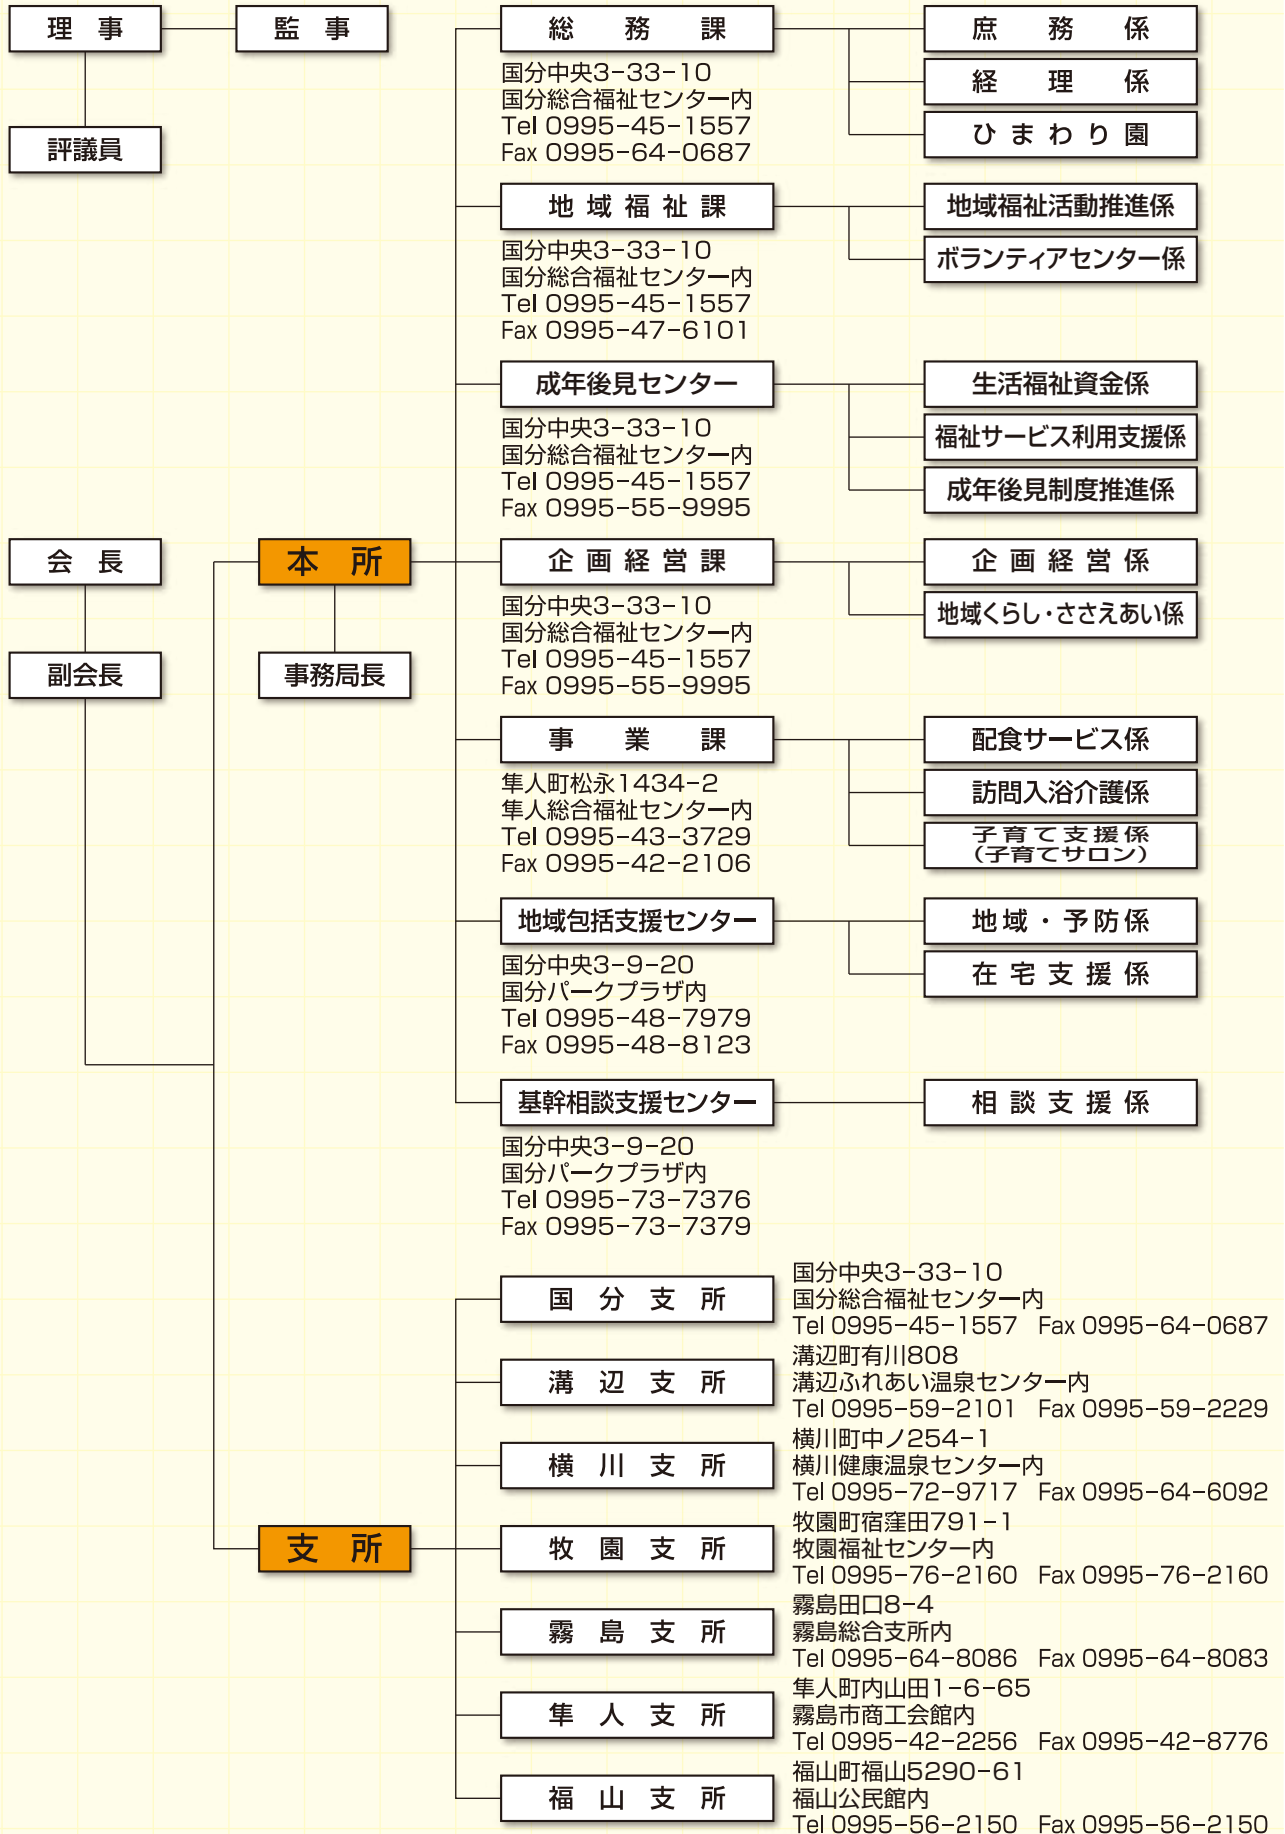 理事
監事
評議員
会長
副会長
本所
事務局長
総務課
国分中央3-33-10
国分総合福祉センター内
Tel 0995-45-1557
Fax 0995-64-0687
庶務係
経理係
ひまわり園
地域福祉課
国分中央3-33-10
国分総合福祉センター内
Tel 0995-45-1557
Fax 0995-47-6101
地域福祉活動推進係
ボランティアセンター係
成年後見センター
国分中央3-33-10
国分総合福祉センター内
Tel 0995-45-1557
Fax 0995-55-9995
生活福祉資金係
福祉サービス利用支援係
成年後見制度推進係
企画経営課
国分中央3-33-10
国分総合福祉センター内
Tel 0995-45-1557
Fax 0995-55-9995
企画経営係
地域くらし・ささえあい係
事業課
隼人町松永1434-2
隼人総合福祉センター内
Tel 0995-43-3729
Fax 0995-42-2106
配食サービス係
訪問入浴介護係
子育て支援係
（子育てサロン）
地域包括支援センター
国分中央3-9-20
国分パークプラザ内
Tel 0995-48-7979
Fax 0995-48-8123
地域・予防係
在宅支援係
基幹相談支援センター
国分中央3-9-20
国分パークプラザ内
Tel 0995-73-7376
Fax 0995-73-7379
相談支援係
支所
国分支所
国分中央3-33-10
国分総合福祉センター内
Tel 0995-45-1557 Fax 0995-64-0687
溝辺支所
溝辺町有川808
溝辺ふれあい温泉センター内
Tel 0995-59-2101 Fax 0995-59-2229
横川支所
横川町中ノ254-1
横川健康温泉センター内
Tel 0995-72-9717 Fax 0995-64-6092
牧園支所
牧園町宿窪田791-1
牧園福祉センター内
Tel 0995-76-2160 Fax 0995-76-2160
霧島支所
霧島田口8-4
霧島総合支所内
Tel 0995-64-8086 Fax 0995-64-8083
隼人支所
隼人町内山田1-6-65
霧島市商工会館内
Tel 0995-42-2256 Fax 0995-42-8776
福山支所
福山町福山5290-61
福山公民館内
Tel 0995-56-2150 Fax 0995-56-2150